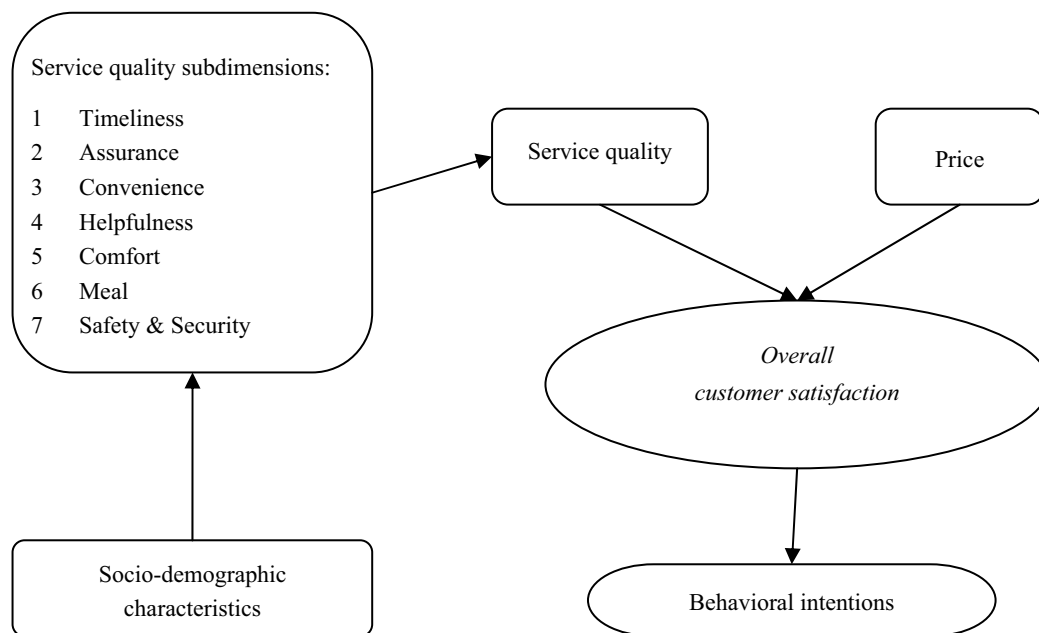 Service quality subdimensions:
1 Timeliness
2 Assurance
3 Convenience
4 Helpfulness
5 Comfort
6 Meal
7 Safety & Security
Service quality
Price
Overall
customer satisfaction
Socio-demographic
characteristics
Behavioral intentions